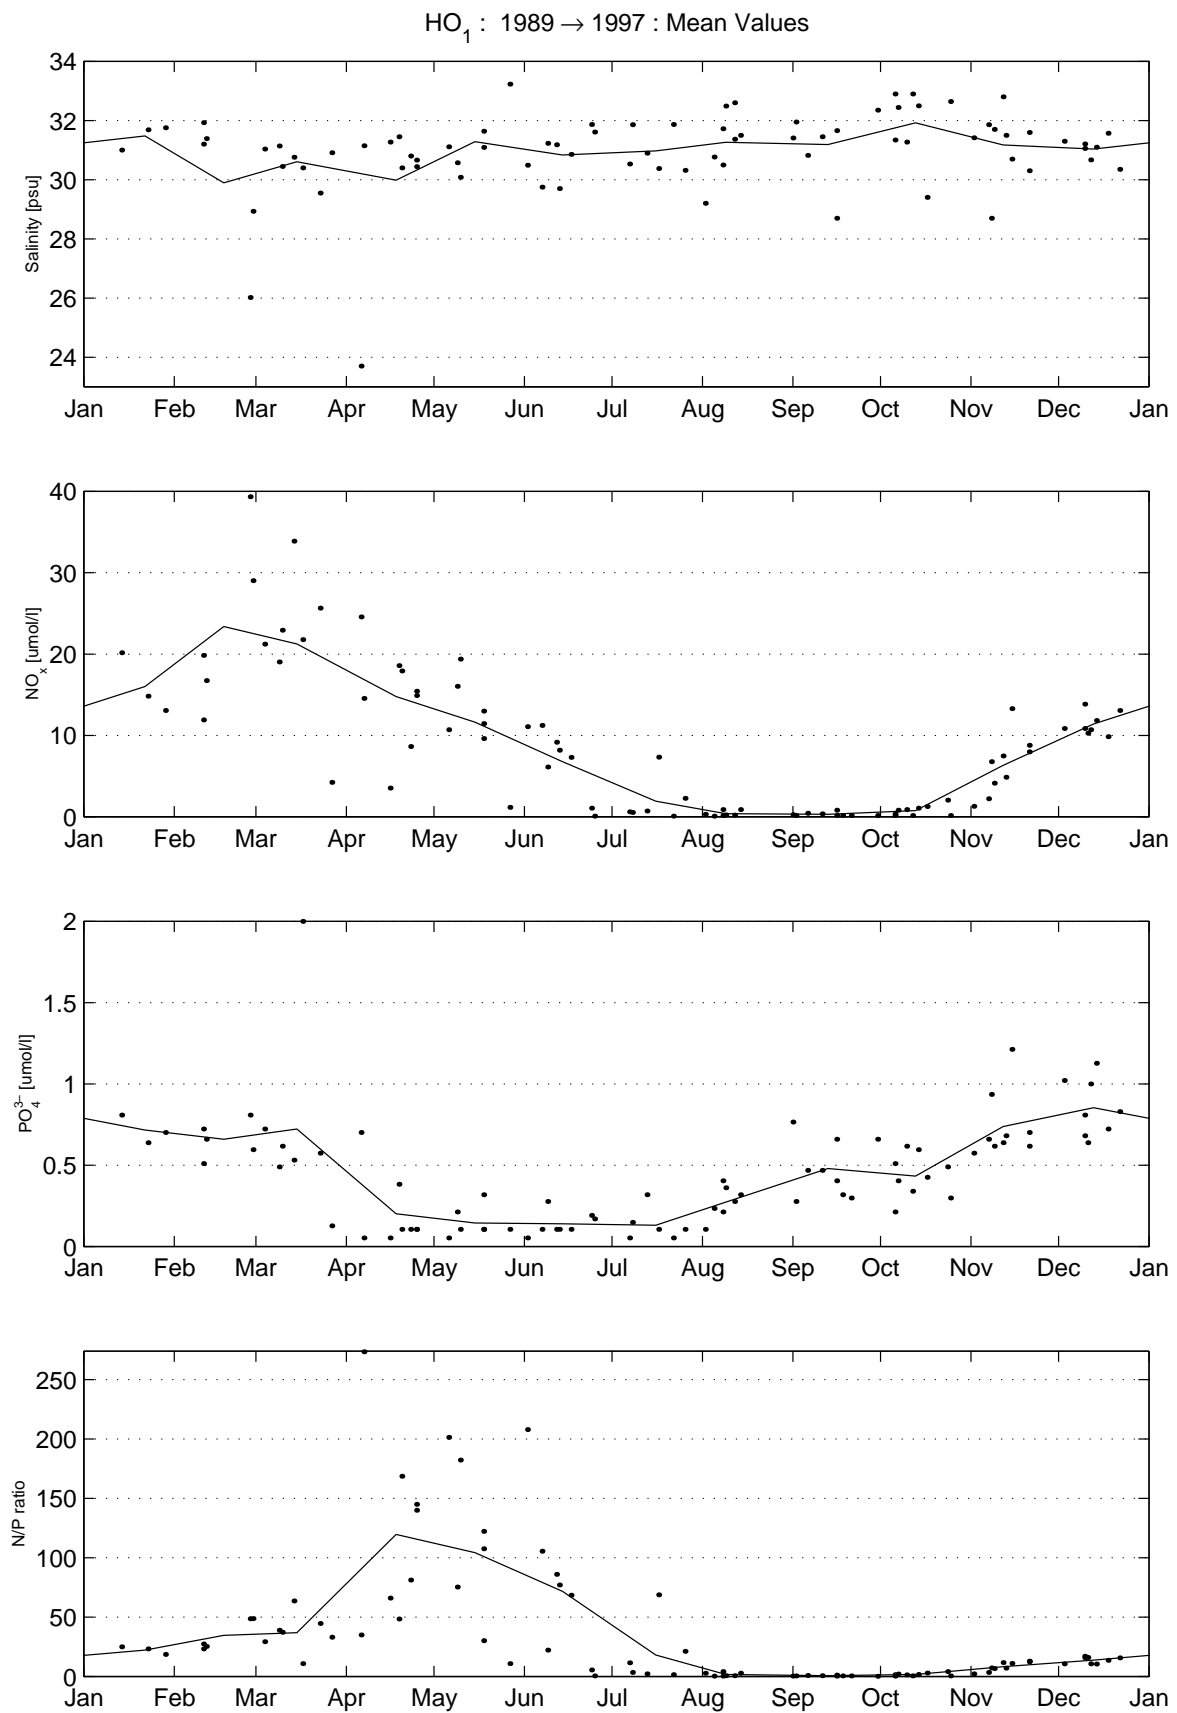 HO₁ : 1989 → 1997 : Mean Values
34
32
30
28
26
24
Salinity [psu]
Jan Feb Mar Apr May Jun Jul Aug Sep Oct Nov Dec Jan
40
30
20
10
0
NOₓ [umol/l]
Jan Feb Mar Apr May Jun Jul Aug Sep Oct Nov Dec Jan
2
1.5
1
0.5
0
PO₄³⁻ [umol/l]
Jan Feb Mar Apr May Jun Jul Aug Sep Oct Nov Dec Jan
250
200
150
100
50
0
N/P ratio
Jan Feb Mar Apr May Jun Jul Aug Sep Oct Nov Dec Jan